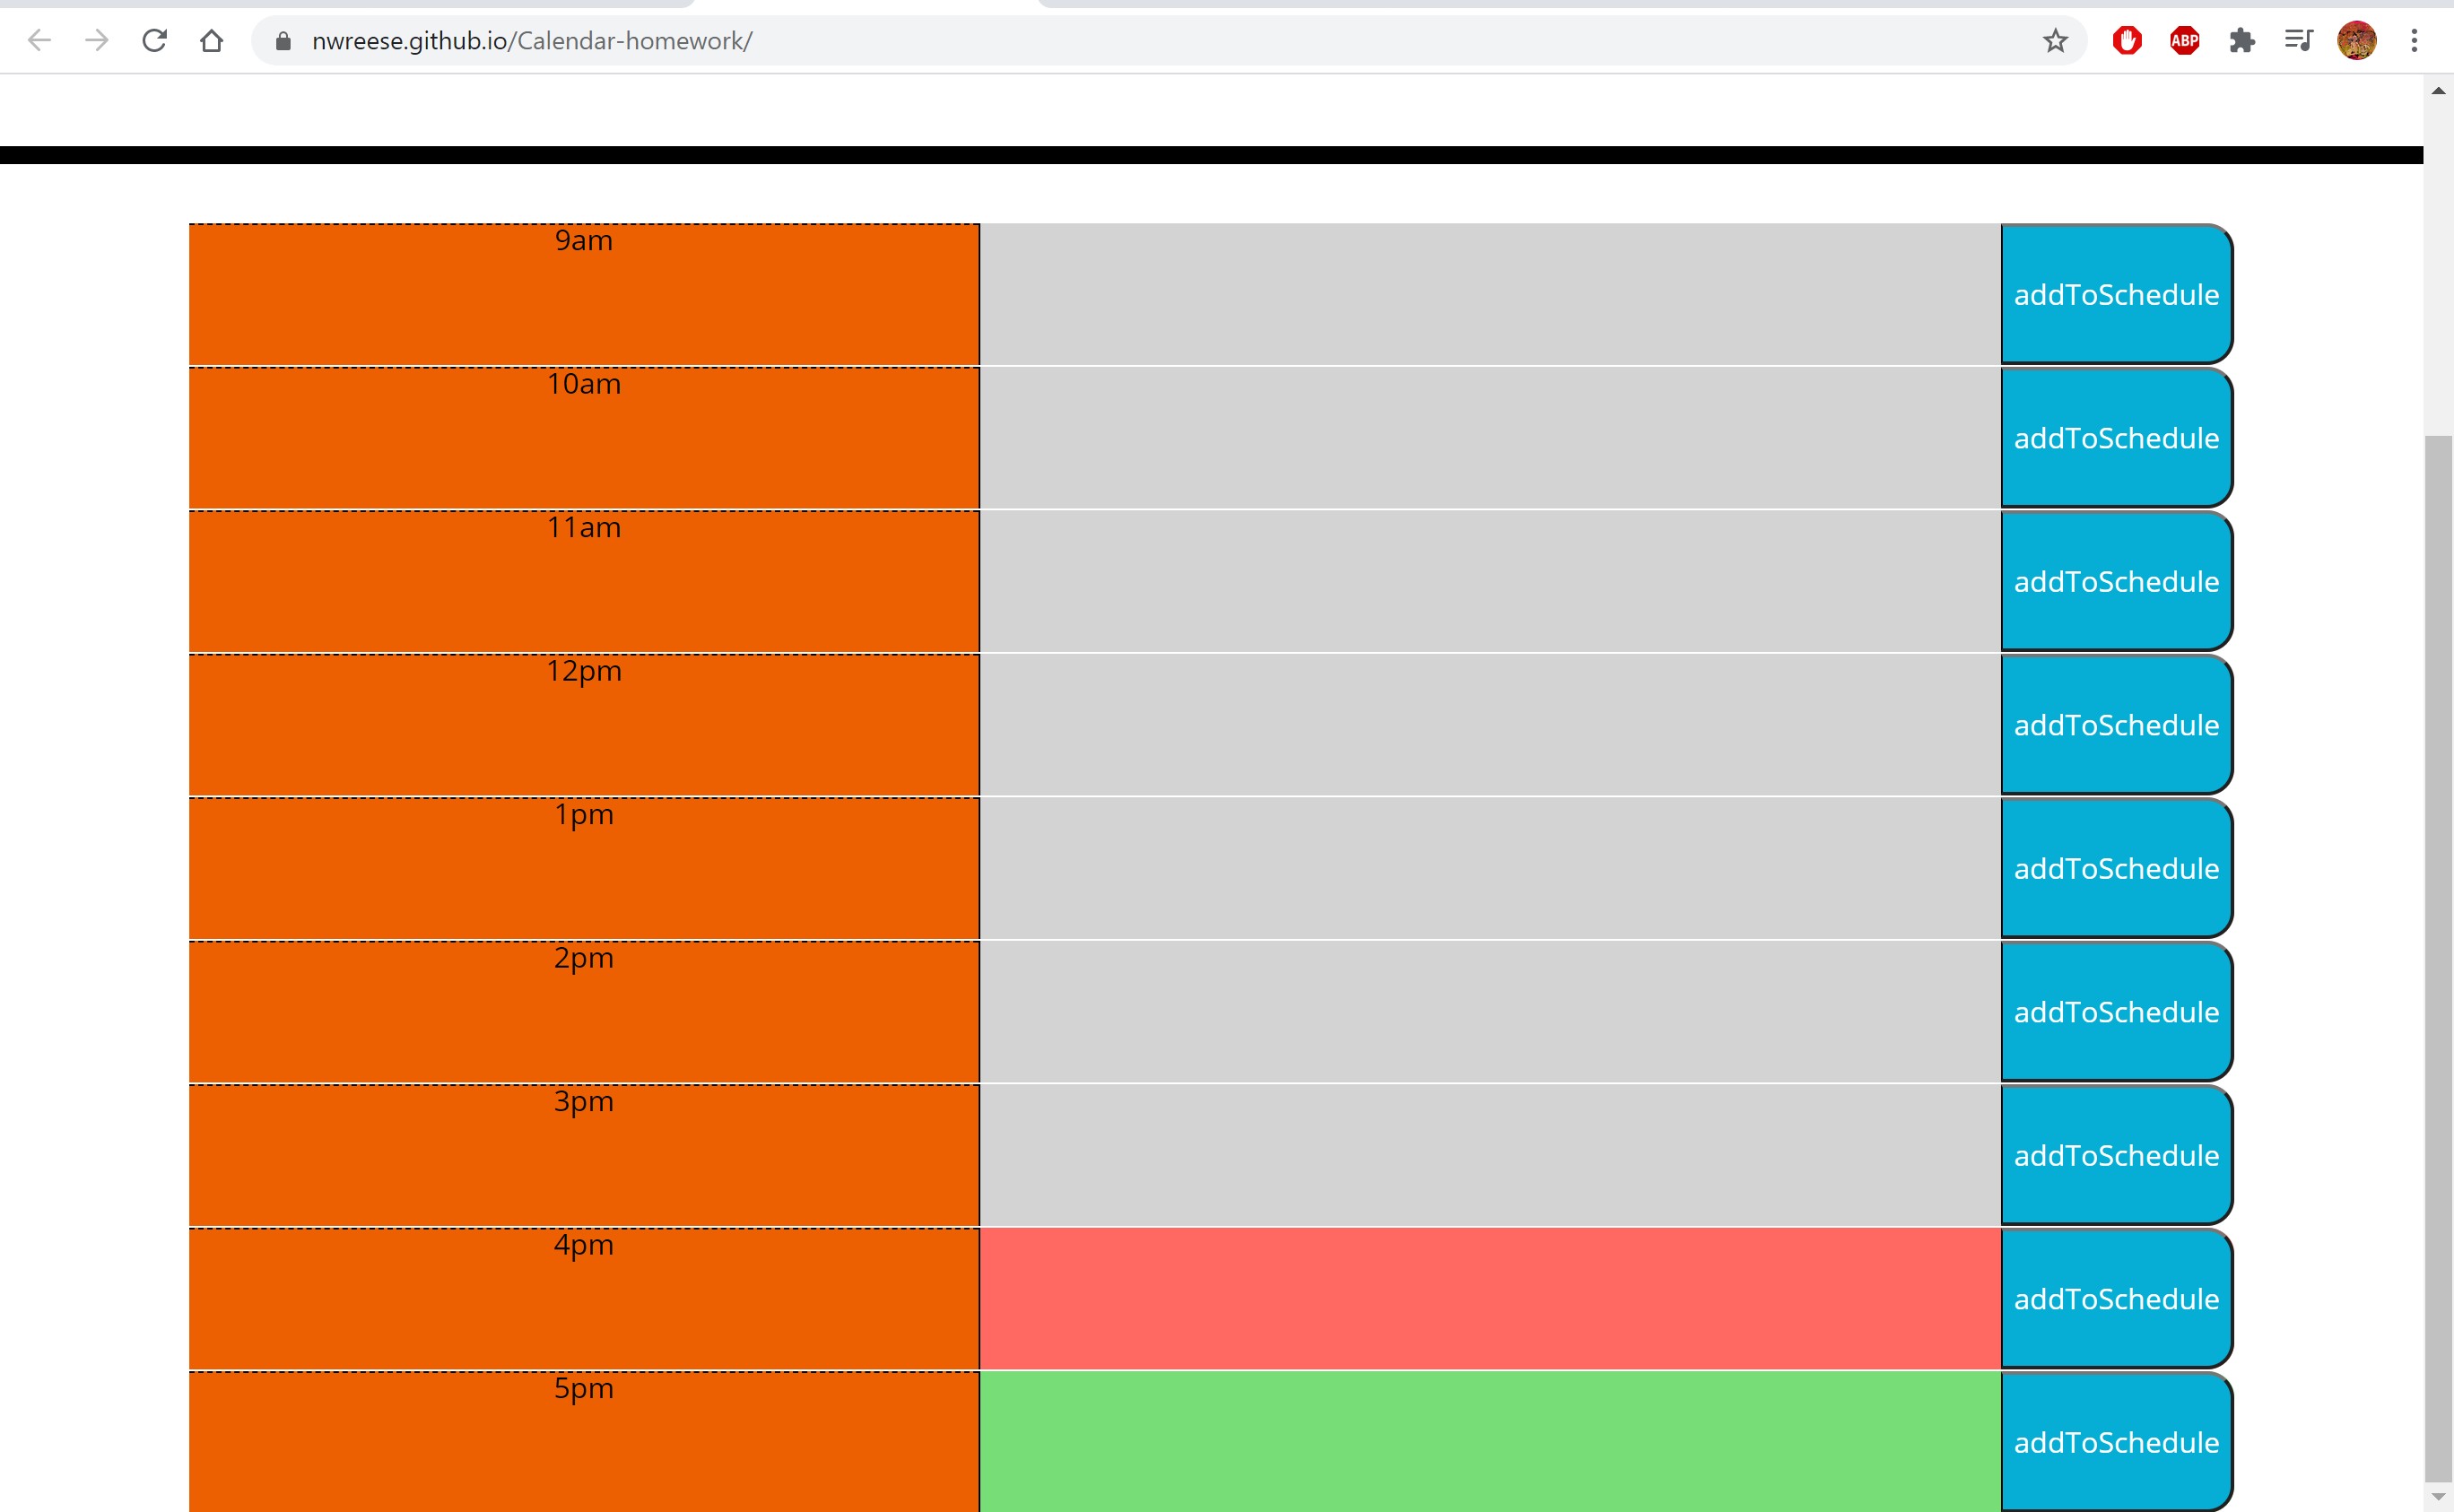 nwreese.github.io/Calendar-homework/
ABP
9am
addToSchedule
10am
addToSchedule
11am
addToSchedule
12pm
addToSchedule
1pm
addToSchedule
2pm
addToSchedule
3pm
addToSchedule
4pm
addToSchedule
5pm
addToSchedule